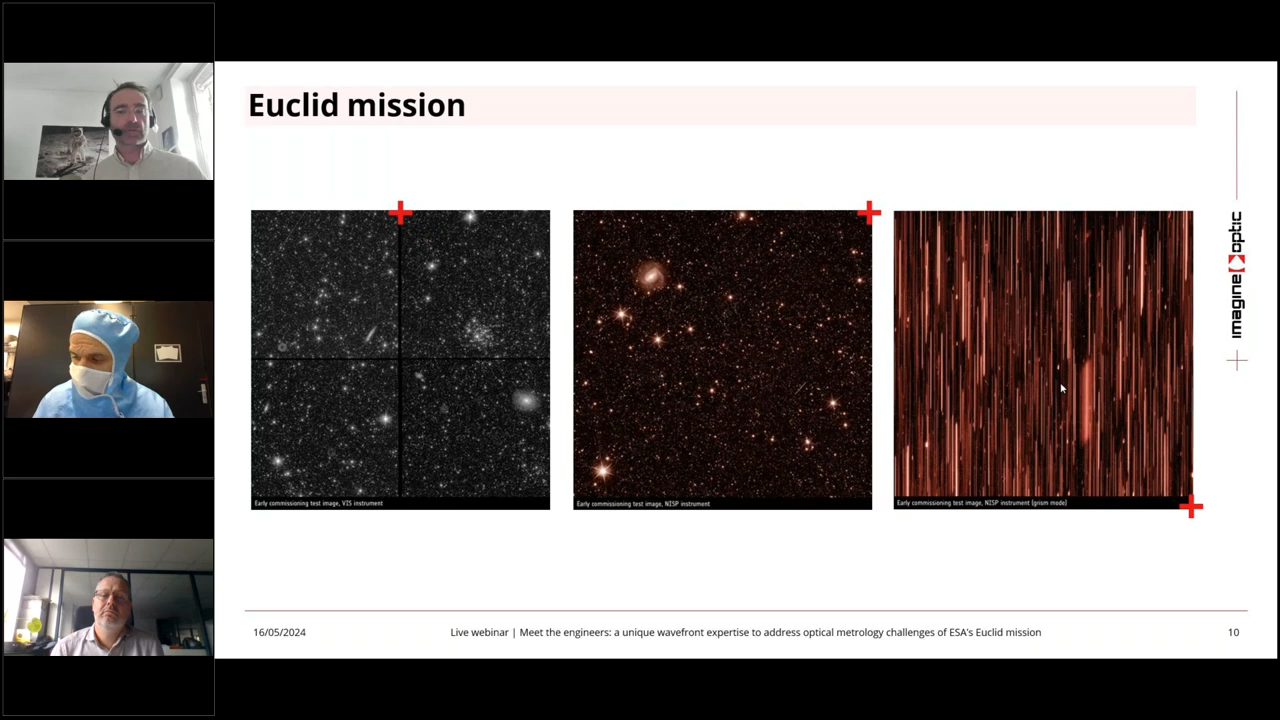 Euclid mission
Early commissioning test image, VIS instrument
Early commissioning test image, NISP instrument
Early commissioning test image, NISP instrument (grism mode)
imagine optic
16/05/2024
Live webinar | Meet the engineers: a unique wavefront expertise to address optical metrology challenges of ESA's Euclid mission
10